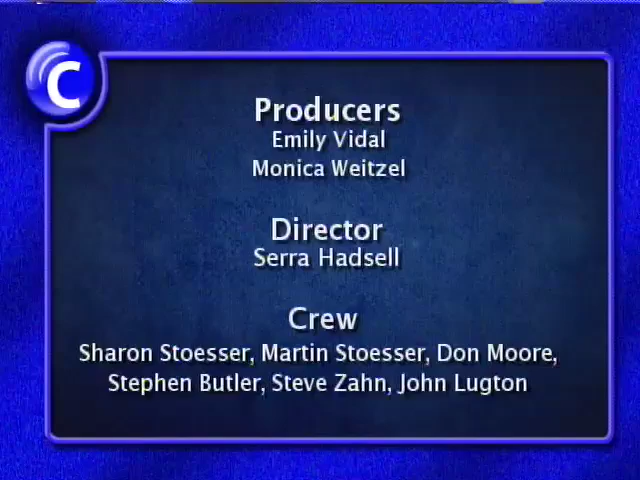 C
Producers
Emily Vidal
Monica Weitzel
Director
Serra Hadsell
Crew
Sharon Stoesser, Martin Stoesser, Don Moore,
Stephen Butler, Steve Zahn, John Lugton